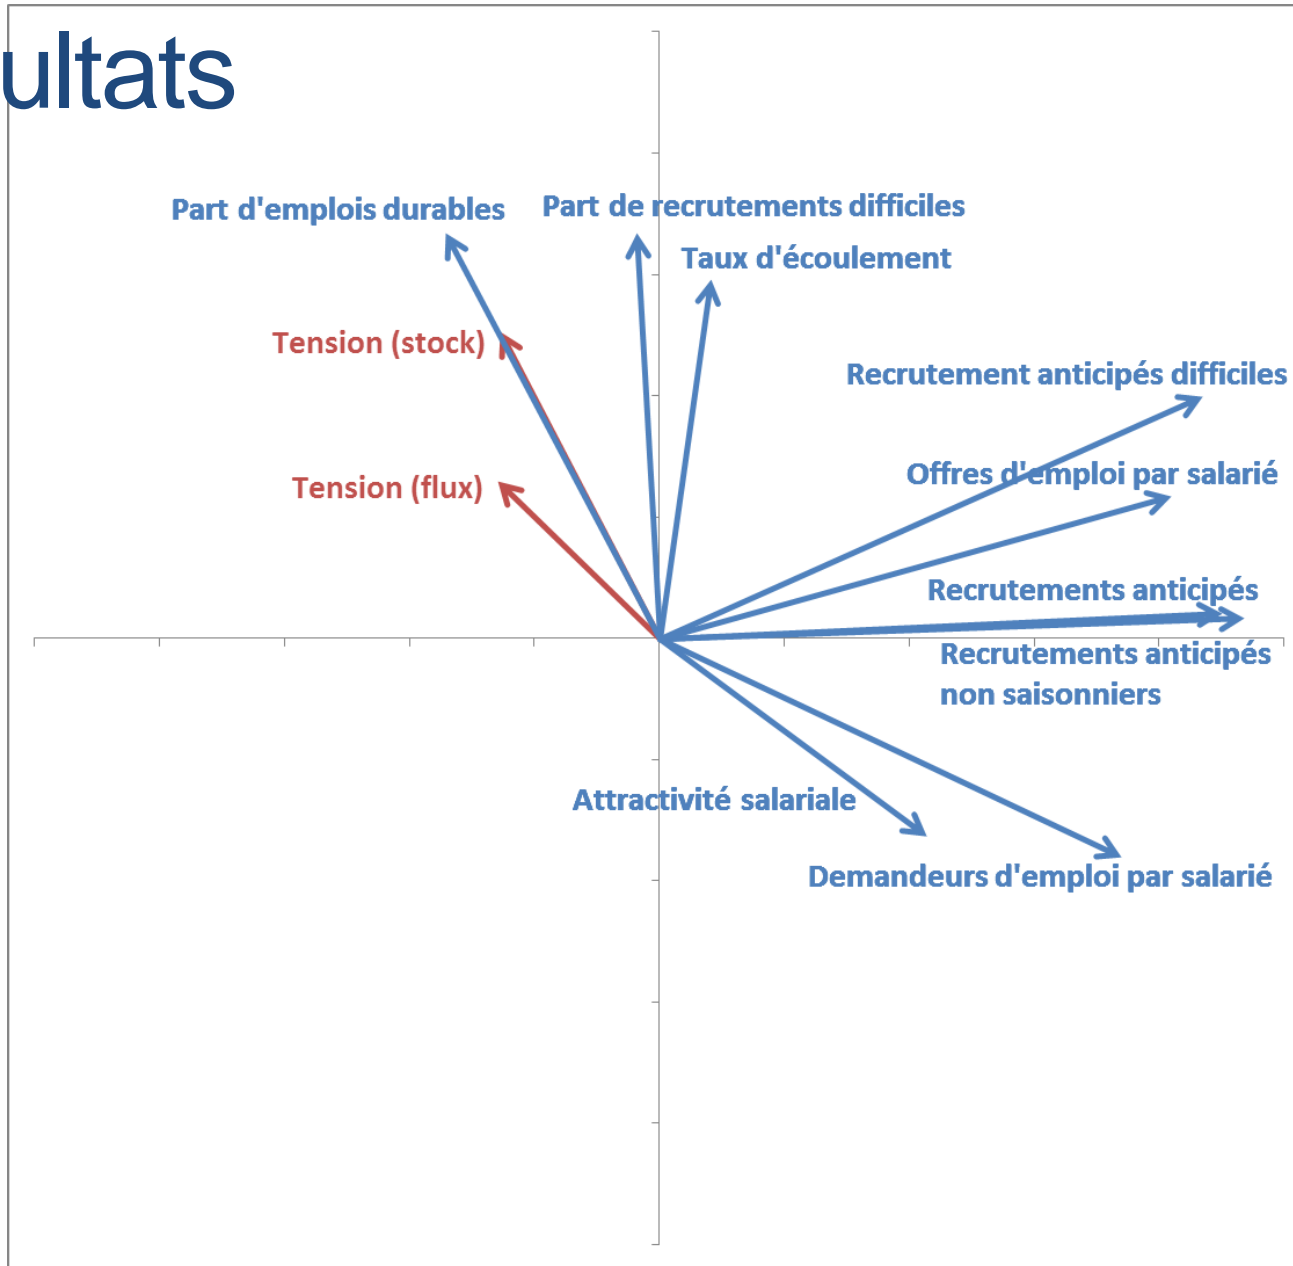 ultats
Part d'emplois durables
Part de recrutements difficiles
Taux d'écoulement
Tension (stock)
Recrutement anticipés difficiles
Offres d'emploi par salarié
Tension (flux)
Recrutements anticipés
Recrutements anticipés
non saisonniers
Attractivité salariale
Demandeurs d'emploi par salarié